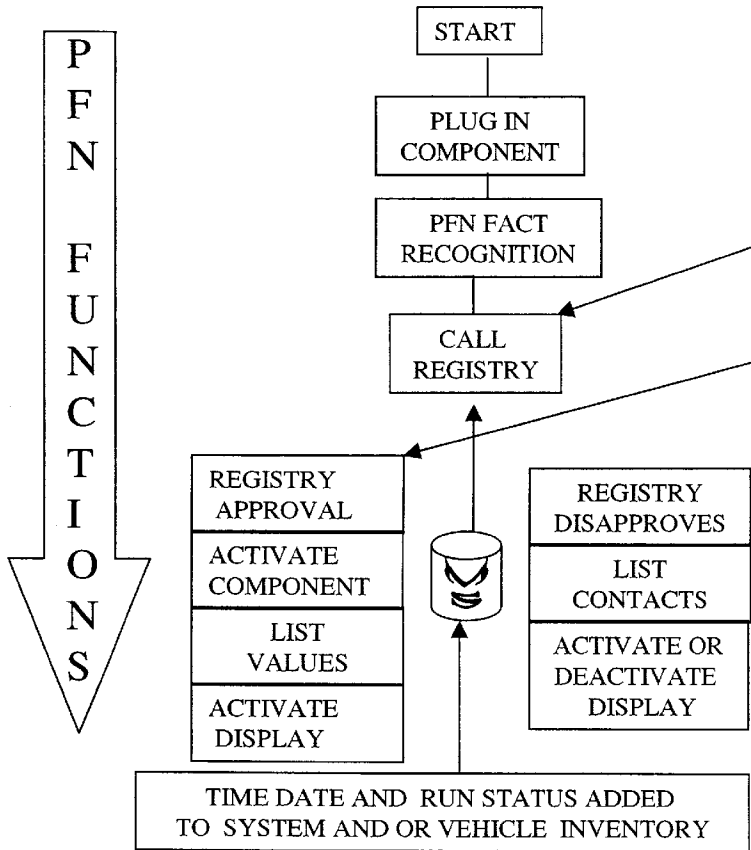 PFN FUNCTIONS
START
PLUG IN
COMPONENT
PFN FACT
RECOGNITION
CALL
REGISTRY
REGISTRY
APPROVAL
ACTIVATE
COMPONENT
LIST
VALUES
ACTIVATE
DISPLAY
REGISTRY
DISAPPROVES
LIST
CONTACTS
ACTIVATE OR
DEACTIVATE
DISPLAY
TIME DATE AND RUN STATUS ADDED
TO SYSTEM AND OR VEHICLE INVENTORY